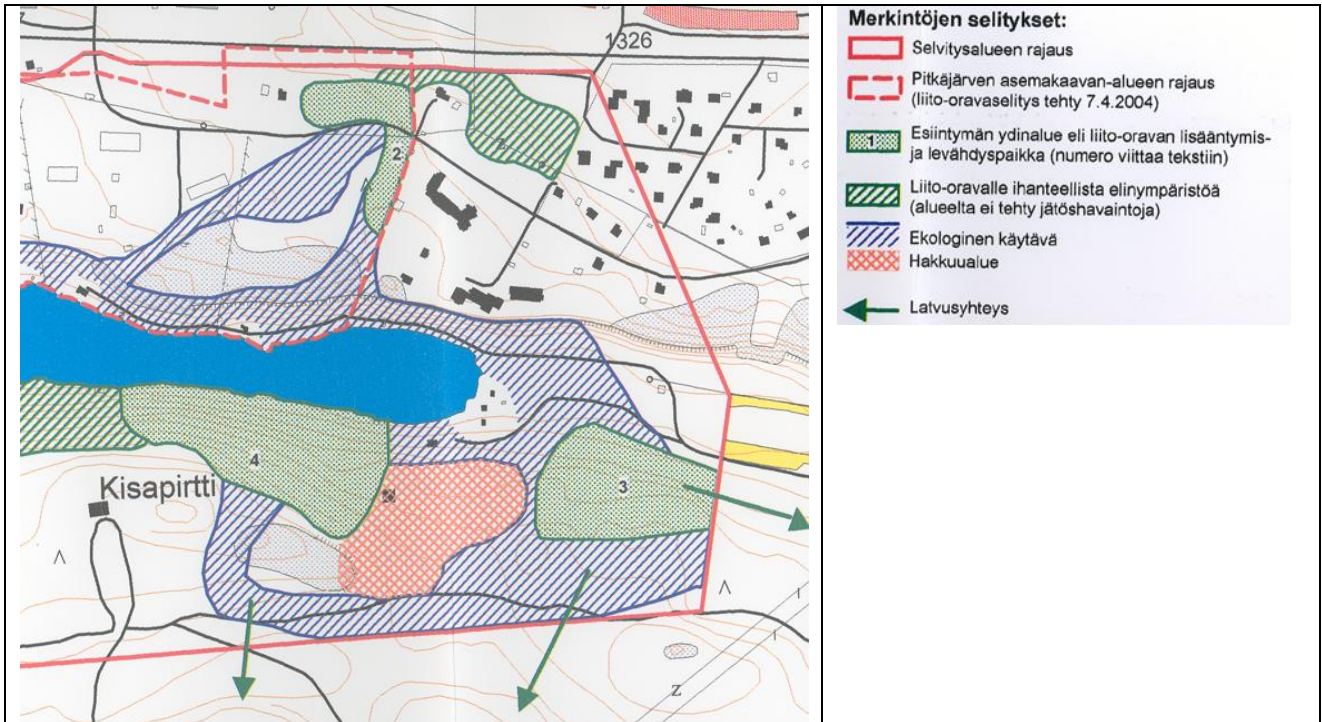 1326
2
4
3
Kisapirtti
Z
Merkintöjen selitykset:
Selvitysalueen rajaus
Pitkäjärven asemakaavan-alueen rajaus
(liito-oravaselitys tehty 7.4.2004)
1
Esiintymän ydinalue eli liito-oravan lisääntymis-
ja levähdyspaikka (numero viittaa tekstiin)
Liito-oravalle ihanteellista elinympäristöä
(alueelta ei tehty jätöshavaintoja)
Ekologinen käytävä
Hakkuualue
Latvusyhteys